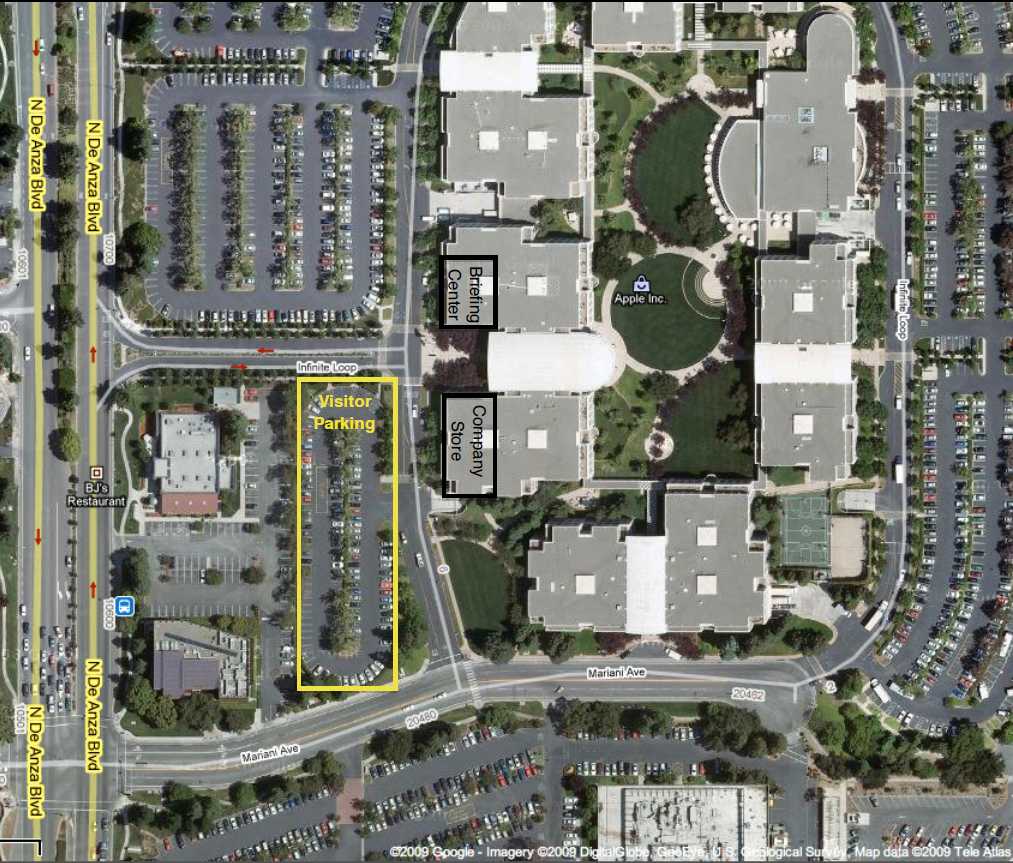 N De Anza Blvd
N De Anza Blvd
10700
10501
Briefing
Center
Apple Inc.
Infinite Loop
Infinite Loop
Visitor
Parking
Company
Store
BJ's
Restaurant
6
10600
Mariani Ave
2
20462
20480
N De Anza Blvd
N De Anza Blvd
10501
Mariani Ave
©2009 Google - Imagery ©2009 DigitalGlobe, GeoEye, U.S. Geological Survey, Map data ©2009 Tele Atlas